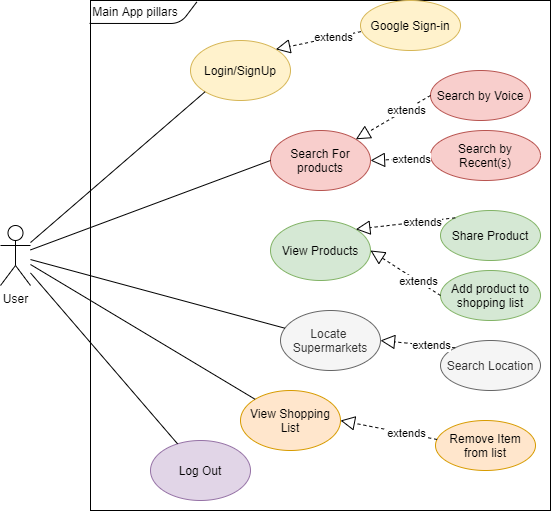 Main App pillars
Google Sign-in
extends
Login/SignUp
Search by Voice
extends
Search For
products
extends
Search by
Recent(s)
extends
Share Product
View Products
extends
Add product to
shopping list
User
Locate
Supermarkets
extends
Search Location
View Shopping
List
extends
Remove Item
from list
Log Out